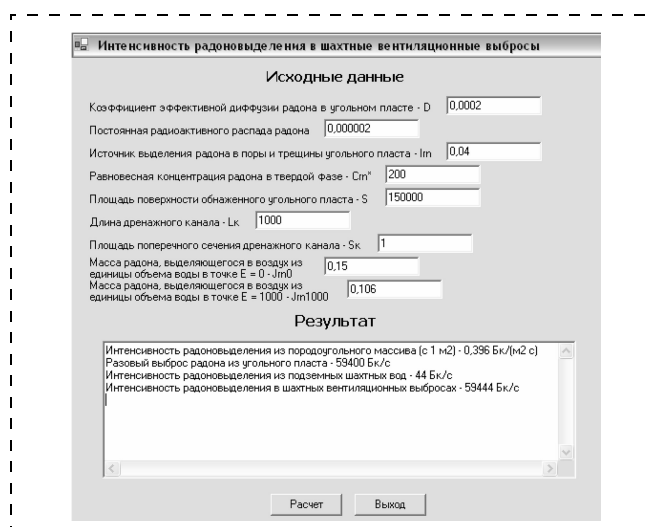 Интенсивность радоновыделения в шахтные вентиляционные выбросы
Исходные данные
Коэффициент эффективной диффузии радона в угольном пласте - D 0,0002
Постоянная радиоактивного распада радона 0,000002
Источник выделения радона в поры и трещины угольного пласта - Im 0,04
Равновесная концентрация радона в твердой фазе - Cm* 200
Площадь поверхности обнаженного угольного пласта - S 150000
Длина дренажного канала - Lк 1000
Площадь поперечного сечения дренажного канала - Sк 1
Масса радона, выделяющегося в воздух из
единицы объема воды в точке E = 0 - Jm0 0,15
Масса радона, выделяющегося в воздух из
единицы объема воды в точке E = 1000 - Jm1000 0,106
Результат
Интенсивность радоновыделения из породоугольного массива (с 1 м2) - 0,396 Бк/(м2 с)
Разовый выброс радона из угольного пласта - 59400 Бк/с
Интенсивность радоновыделения из подземных шахтных вод - 44 Бк/с
Интенсивность радоновыделения в шахтных вентиляционных выбросах - 59444 Бк/с
Расчет Выход